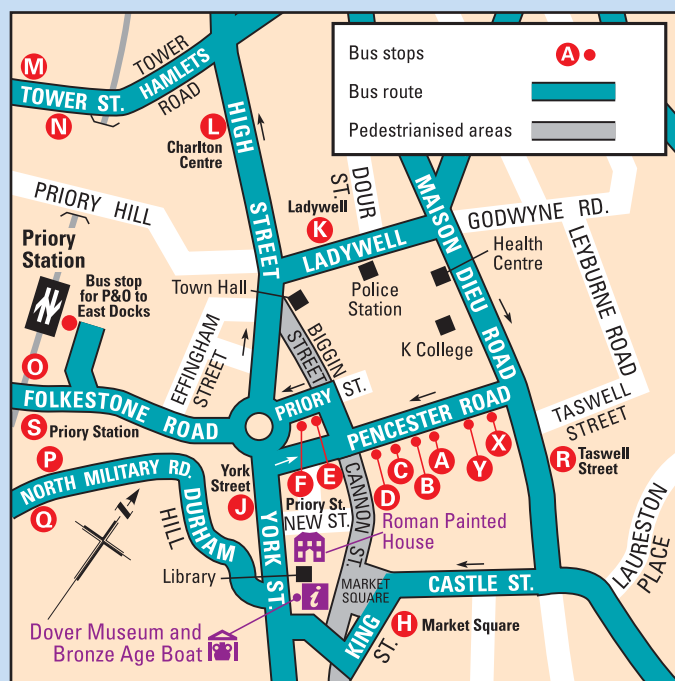 Bus stops
A
Bus route
Pedestrianised areas
M
TOWER ST.
N
TOWER
HAMLETS
ROAD
HIGH
STREET
L
Charlton
Centre
PRIORY HILL
Priory
Station
Bus stop
for P&O to
East Docks
Town Hall
EFFINGHAM
STREET
Ladywell
K
DOUR
ST.
LADYWELL
Police
Station
MAISON
DIEU ROAD
GODWYNE RD.
Health
Centre
K College
LEYBURNE ROAD
TASWELL
STREET
BIGGIN
STREET
O
FOLKESTONE ROAD
S
Priory Station
P
NORTH MILITARY RD.
Q
DURHAM
HILL
N
PRIORY
ST.
PENCESTER ROAD
F
E
D
C
B
A
Y
X
R
Taswell
Street
York
Street
J
YORK
ST.
Priory St.
NEW ST.
CANNON ST.
Roman Painted
House
Library
i
MARKET
SQUARE
CASTLE ST.
LAURESTON
PLACE
KING
ST.
H
Market Square
Dover Museum and
Bronze Age Boat